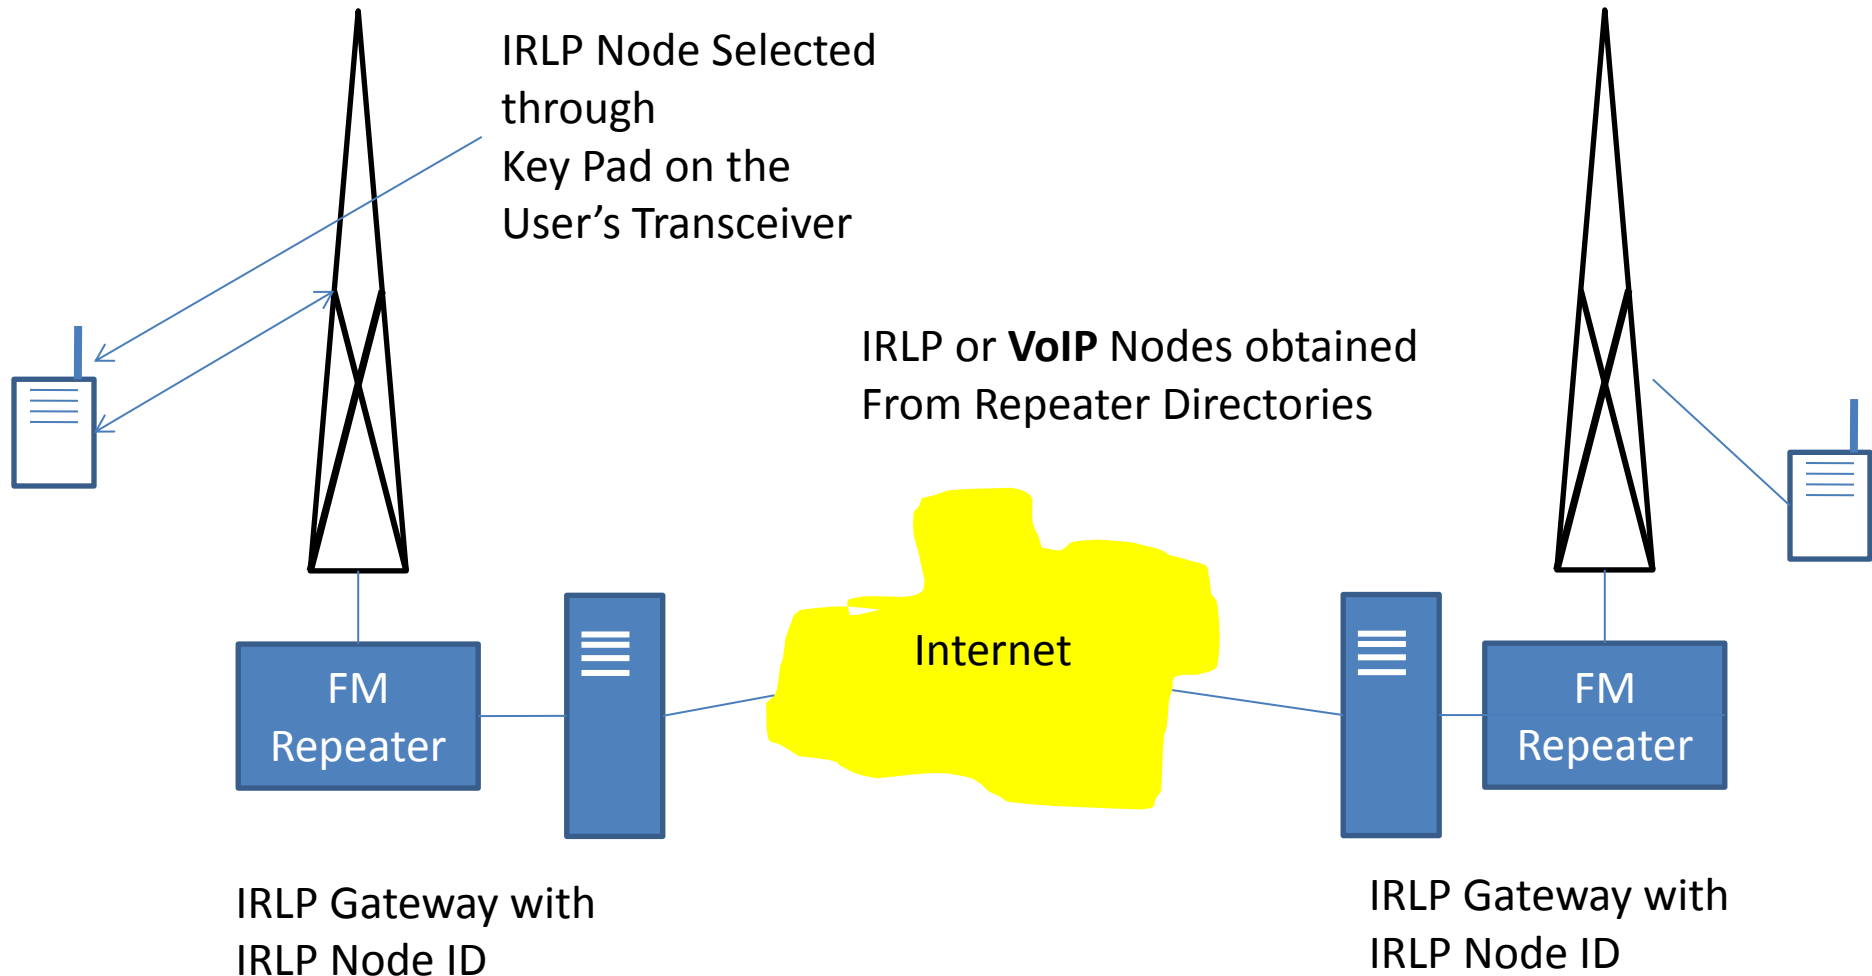 IRLP Node Selected
through
Key Pad on the
User’s Transceiver
IRLP or VoIP Nodes obtained
From Repeater Directories
Internet
FM
Repeater
FM
Repeater
IRLP Gateway with
IRLP Node ID
IRLP Gateway with
IRLP Node ID